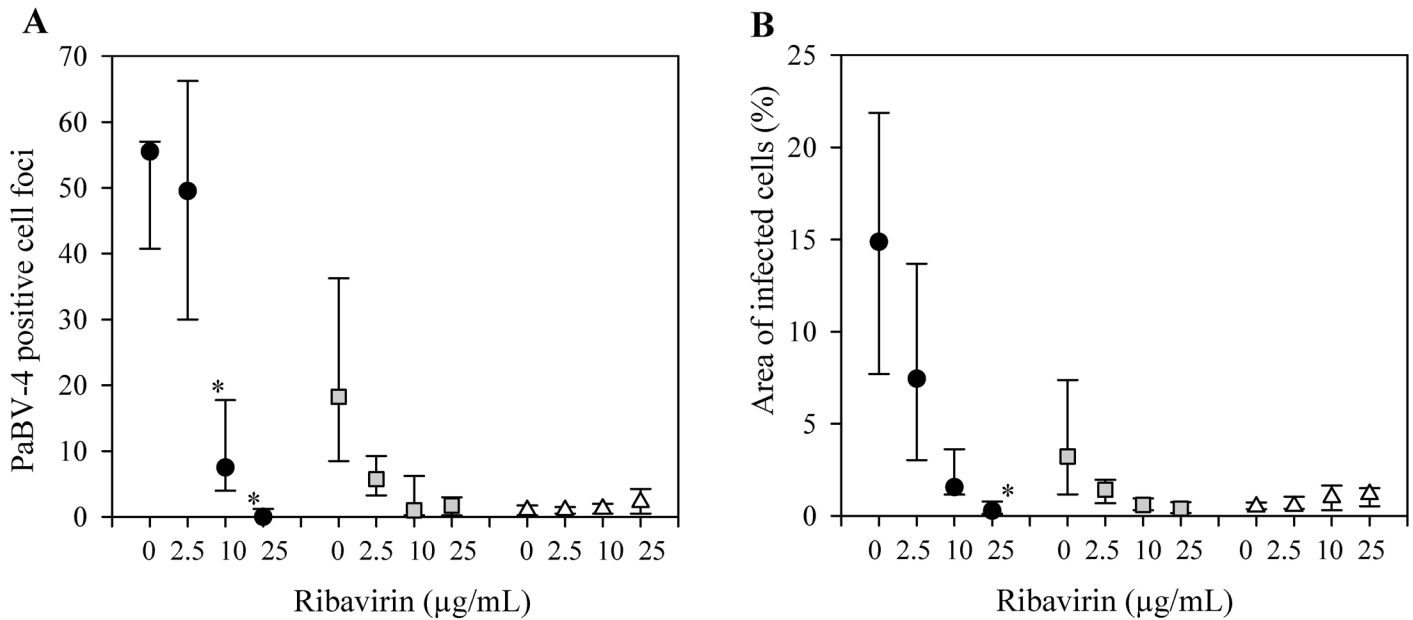 A
PaBV-4 positive cell foci
70
60
50
40
30
20
10
0
*
*
0 2.5 10 25 0 2.5 10 25 0 2.5 10 25
Ribavirin (µg/mL)
B
Area of infected cells (%)
25
20
15
10
5
0
*
0 2.5 10 25 0 2.5 10 25 0 2.5 10 25
Ribavirin (µg/mL)